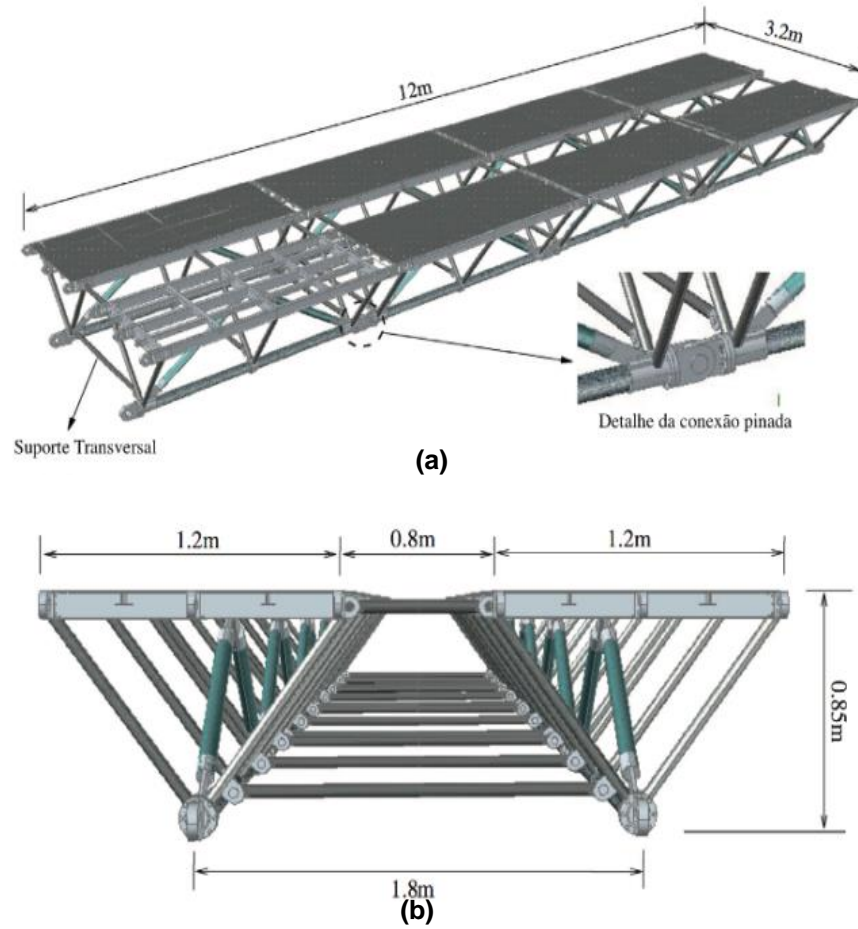 3.2m
12m
Suporte Transversal
Detalhe da conexão pinada
(a)
1.2m
0.8m
1.2m
0.85m
1.8m
(b)